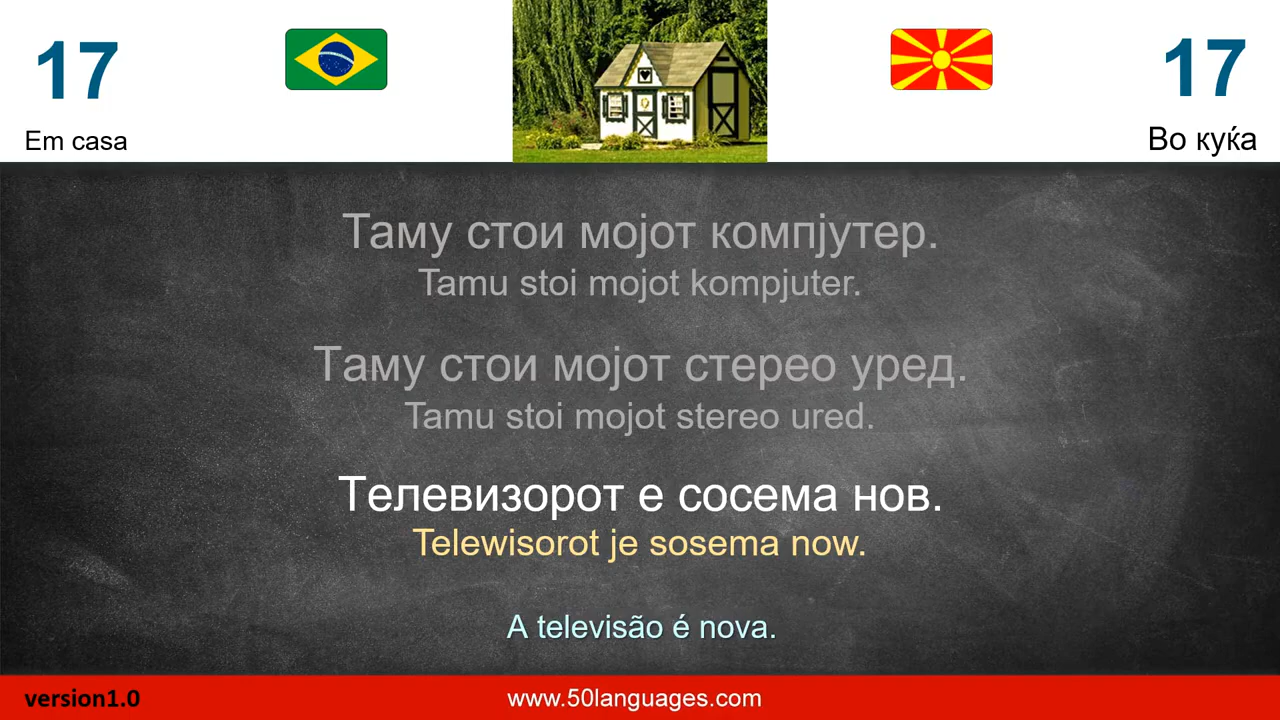 17
17
Em casa
Во куќа
Таму стои мојот компјутер.
Tamu stoi mojot kompjuter.
Таму стои мојот стерео уред.
Tamu stoi mojot stereo ured.
Телевизорот е сосема нов.
Telewisorot je sosema now.
A televisão é nova.
version1.0
www.50languages.com